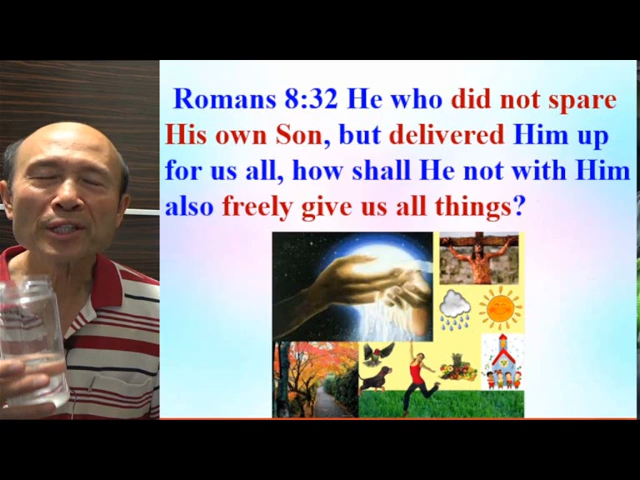 Romans 8:32 He who did not spare
His own Son, but delivered Him up
for us all, how shall He not with Him
also freely give us all things?